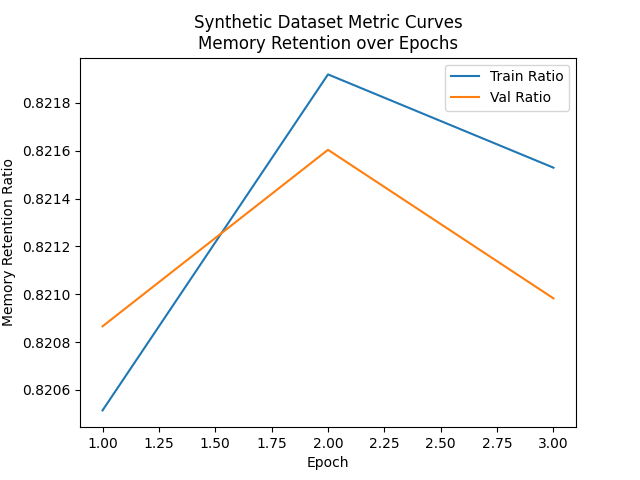 Synthetic Dataset Metric Curves
Memory Retention over Epochs
Train Ratio
Val Ratio
Memory Retention Ratio
0.8218
0.8216
0.8214
0.8212
0.8210
0.8208
0.8206
1.00 1.25 1.50 1.75 2.00 2.25 2.50 2.75 3.00
Epoch